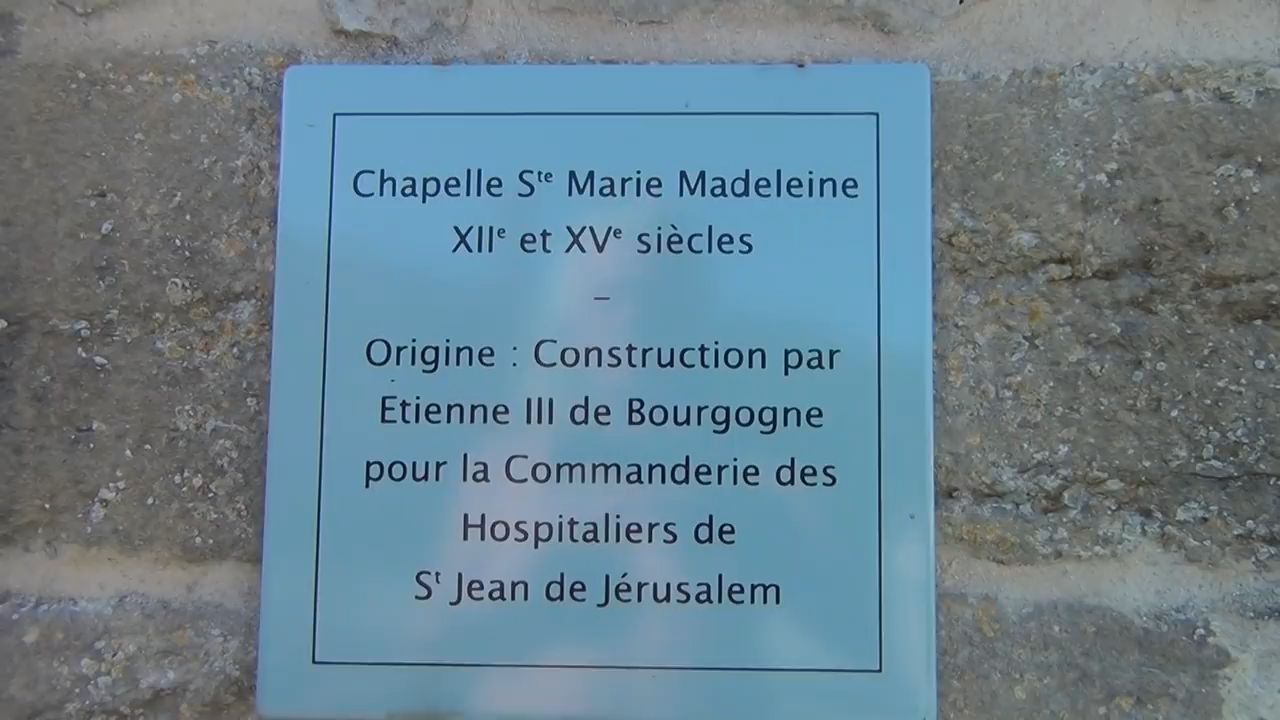 Chapelle Sᵗᵉ Marie Madeleine
XIIᵉ et XVᵉ siècles
–
Origine : Construction par
Etienne III de Bourgogne
pour la Commanderie des
Hospitaliers de
Sᵗ Jean de Jérusalem